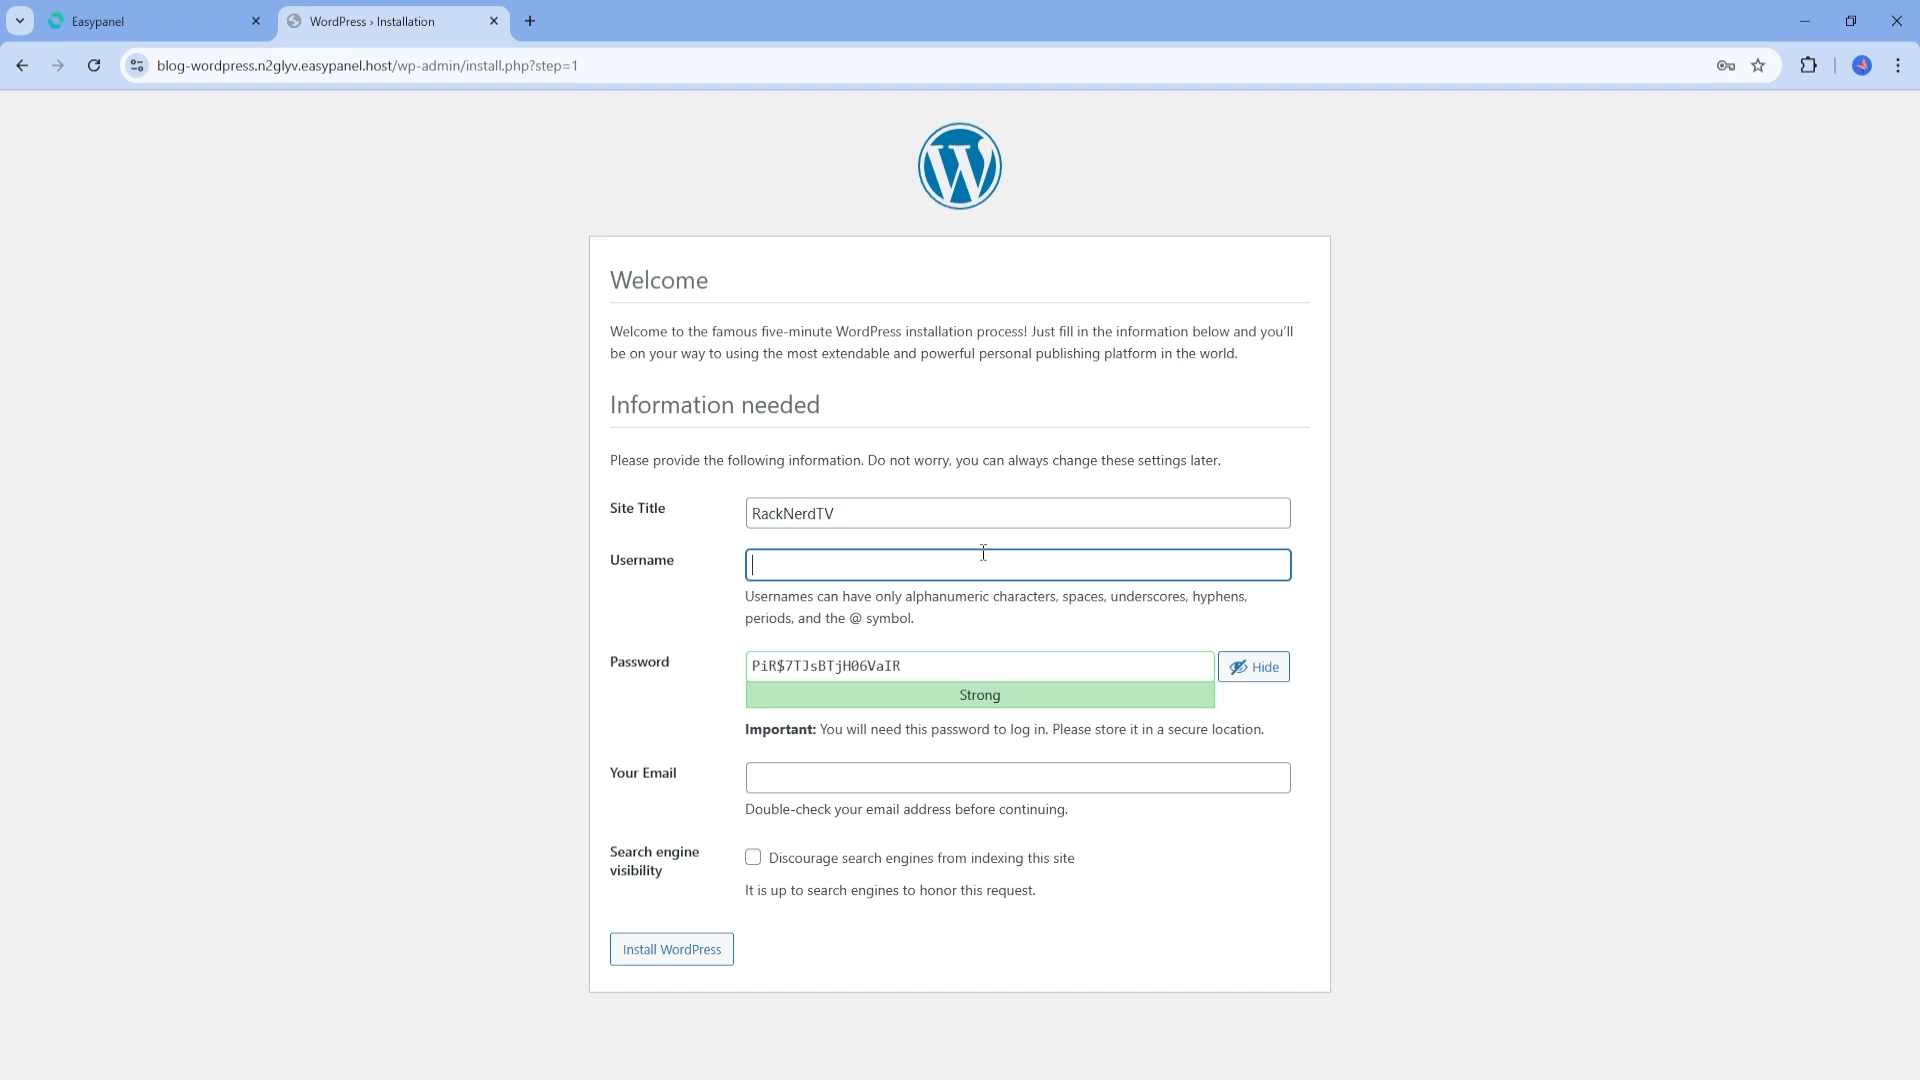 Easypanel
WordPress › Installation
blog-wordpress.n2glyv.easypanel.host/wp-admin/install.php?step=1
Welcome
Welcome to the famous five-minute WordPress installation process! Just fill in the information below and you’ll
be on your way to using the most extendable and powerful personal publishing platform in the world.
Information needed
Please provide the following information. Do not worry, you can always change these settings later.
Site Title
RackNerdTV
Username
Usernames can have only alphanumeric characters, spaces, underscores, hyphens,
periods, and the @ symbol.
Password
PiR$7TJsBTjH06VaIR
Hide
Strong
Important: You will need this password to log in. Please store it in a secure location.
Your Email
Double-check your email address before continuing.
Search engine
visibility
Discourage search engines from indexing this site
It is up to search engines to honor this request.
Install WordPress